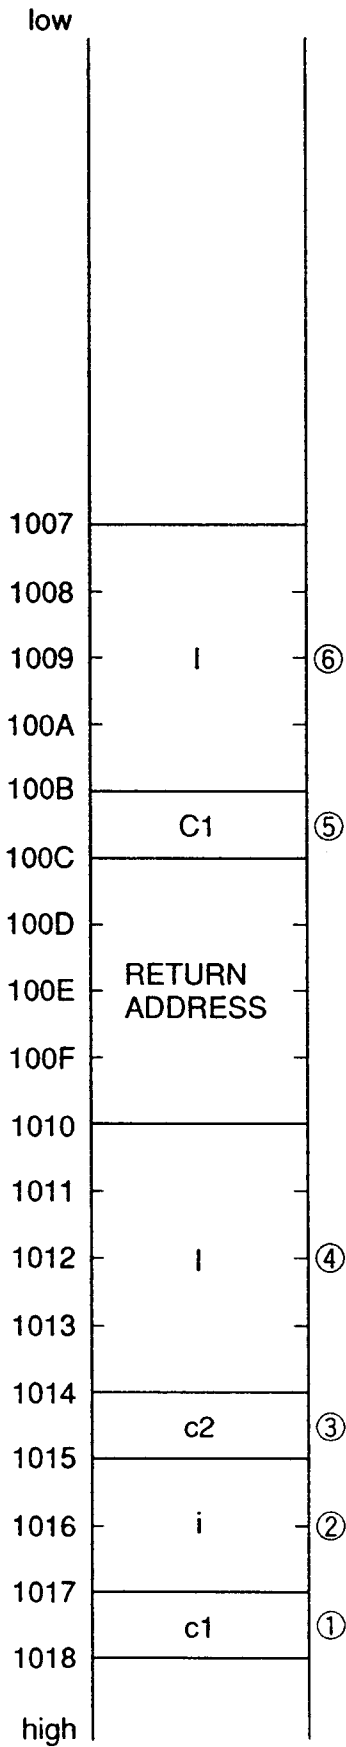 low
1007
1008
1009 l ⑥
100A
100B
C1 ⑤
100C
100D
100E RETURN
ADDRESS
100F
1010
1011
1012 l ④
1013
1014
c2 ③
1015
1016 i ②
1017
c1 ①
1018
high